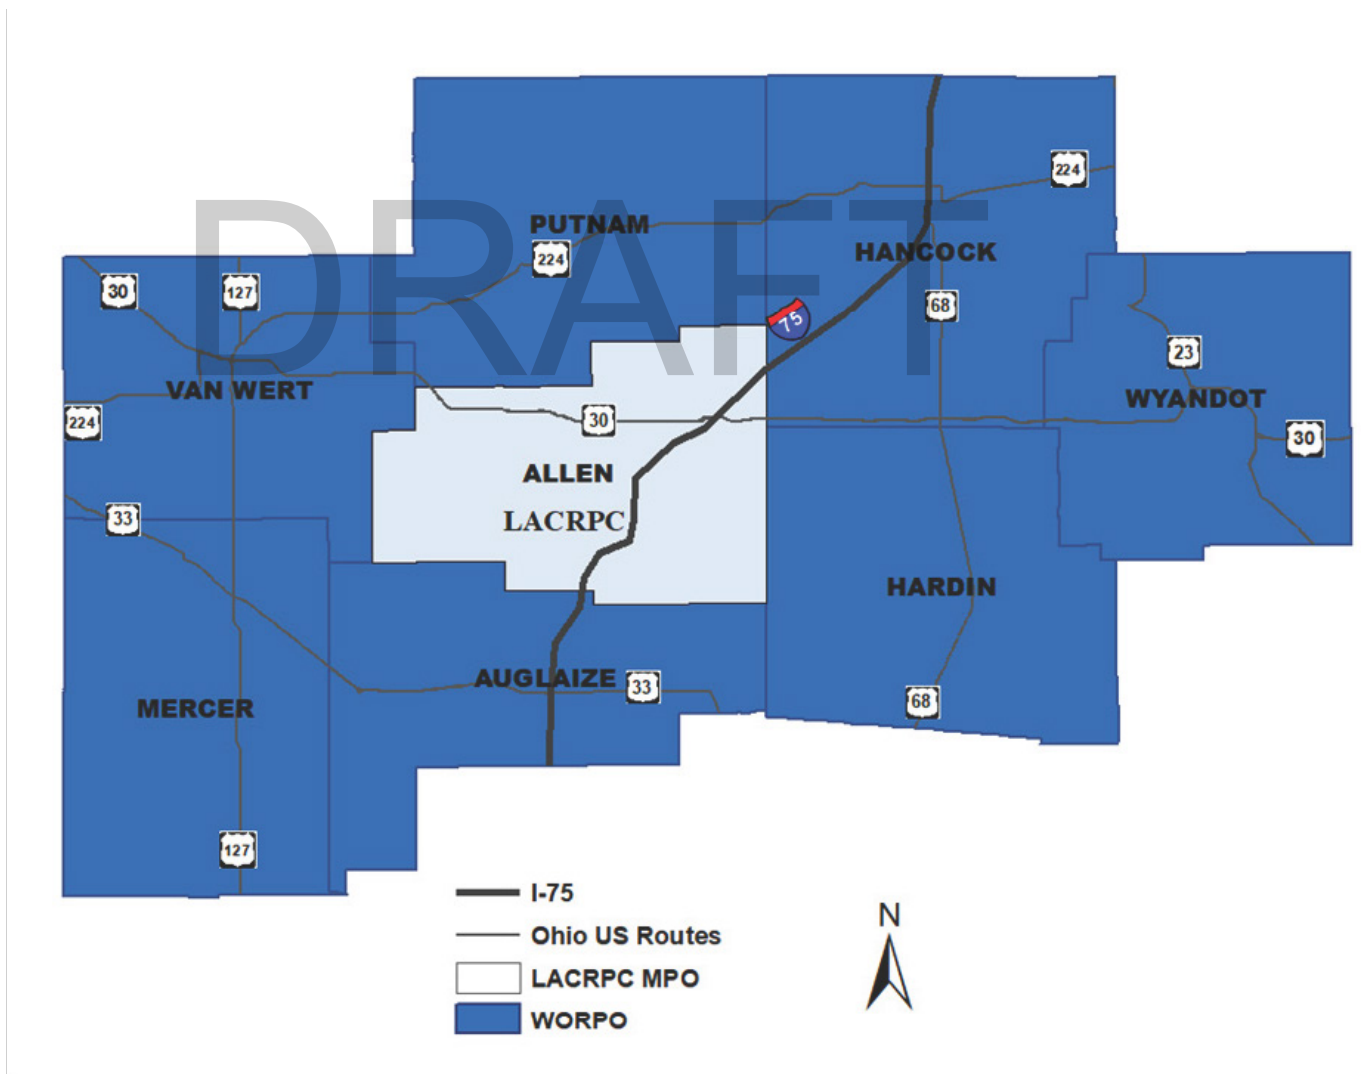 DRAFT
224
PUTNAM
HANCOCK
224
30
127
68
75
23
VAN WERT
WYANDOT
224
30
30
ALLEN
LACRPC
33
HARDIN
AUGLAIZE
33
MERCER
68
127
I-75
Ohio US Routes
LACRPC MPO
WORPO
N